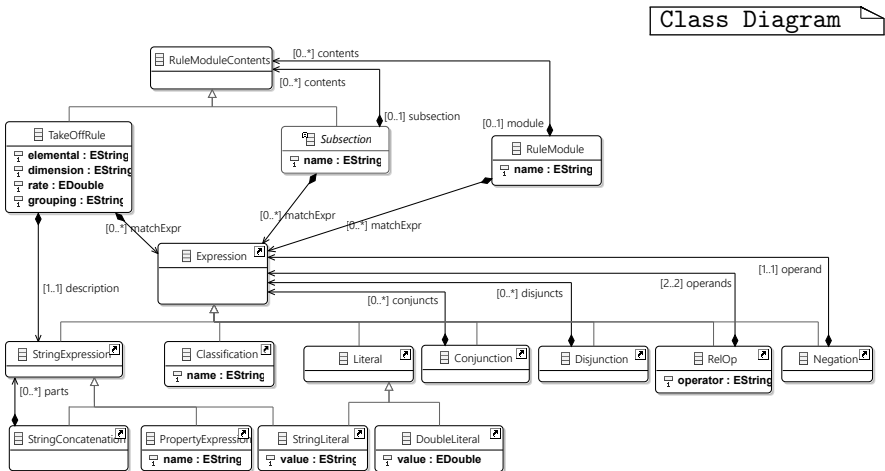 Class Diagram
RuleModuleContents
[0..*] contents
[0..*] contents
[0..1] subsection
[0..1] module
TakeOffRule
elemental : EString
dimension : EString
rate : EDouble
grouping : EString
Subsection
name : EString
RuleModule
name : EString
[0..*] matchExpr
[0..*] matchExpr
[0..*] matchExpr
Expression
[1..1] description
[0..*] conjuncts
[0..*] disjuncts
[2..2] operands
[1..1] operand
StringExpression
Classification
name : EString
Literal
Conjunction
Disjunction
RelOp
operator : EString
Negation
[0..*] parts
StringConcatenation
PropertyExpression
name : EString
StringLiteral
value : EString
DoubleLiteral
value : EDouble